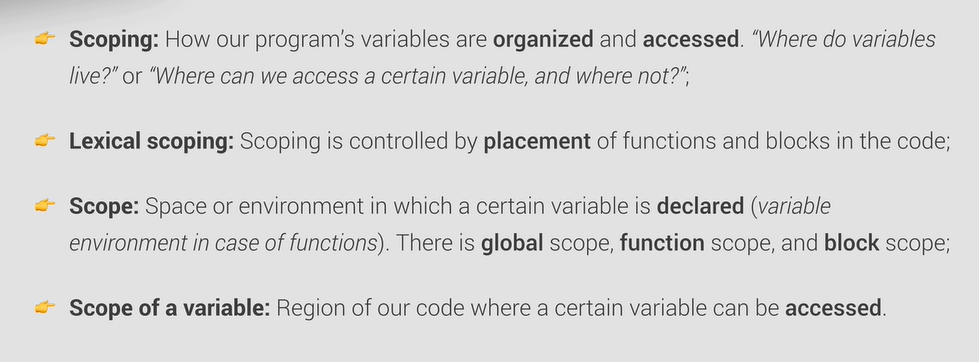 👉 Scoping: How our program’s variables are organized and accessed. “Where do variables
live?” or “Where can we access a certain variable, and where not?”;
👉 Lexical scoping: Scoping is controlled by placement of functions and blocks in the code;
👉 Scope: Space or environment in which a certain variable is declared (variable
environment in case of functions). There is global scope, function scope, and block scope;
👉 Scope of a variable: Region of our code where a certain variable can be accessed.